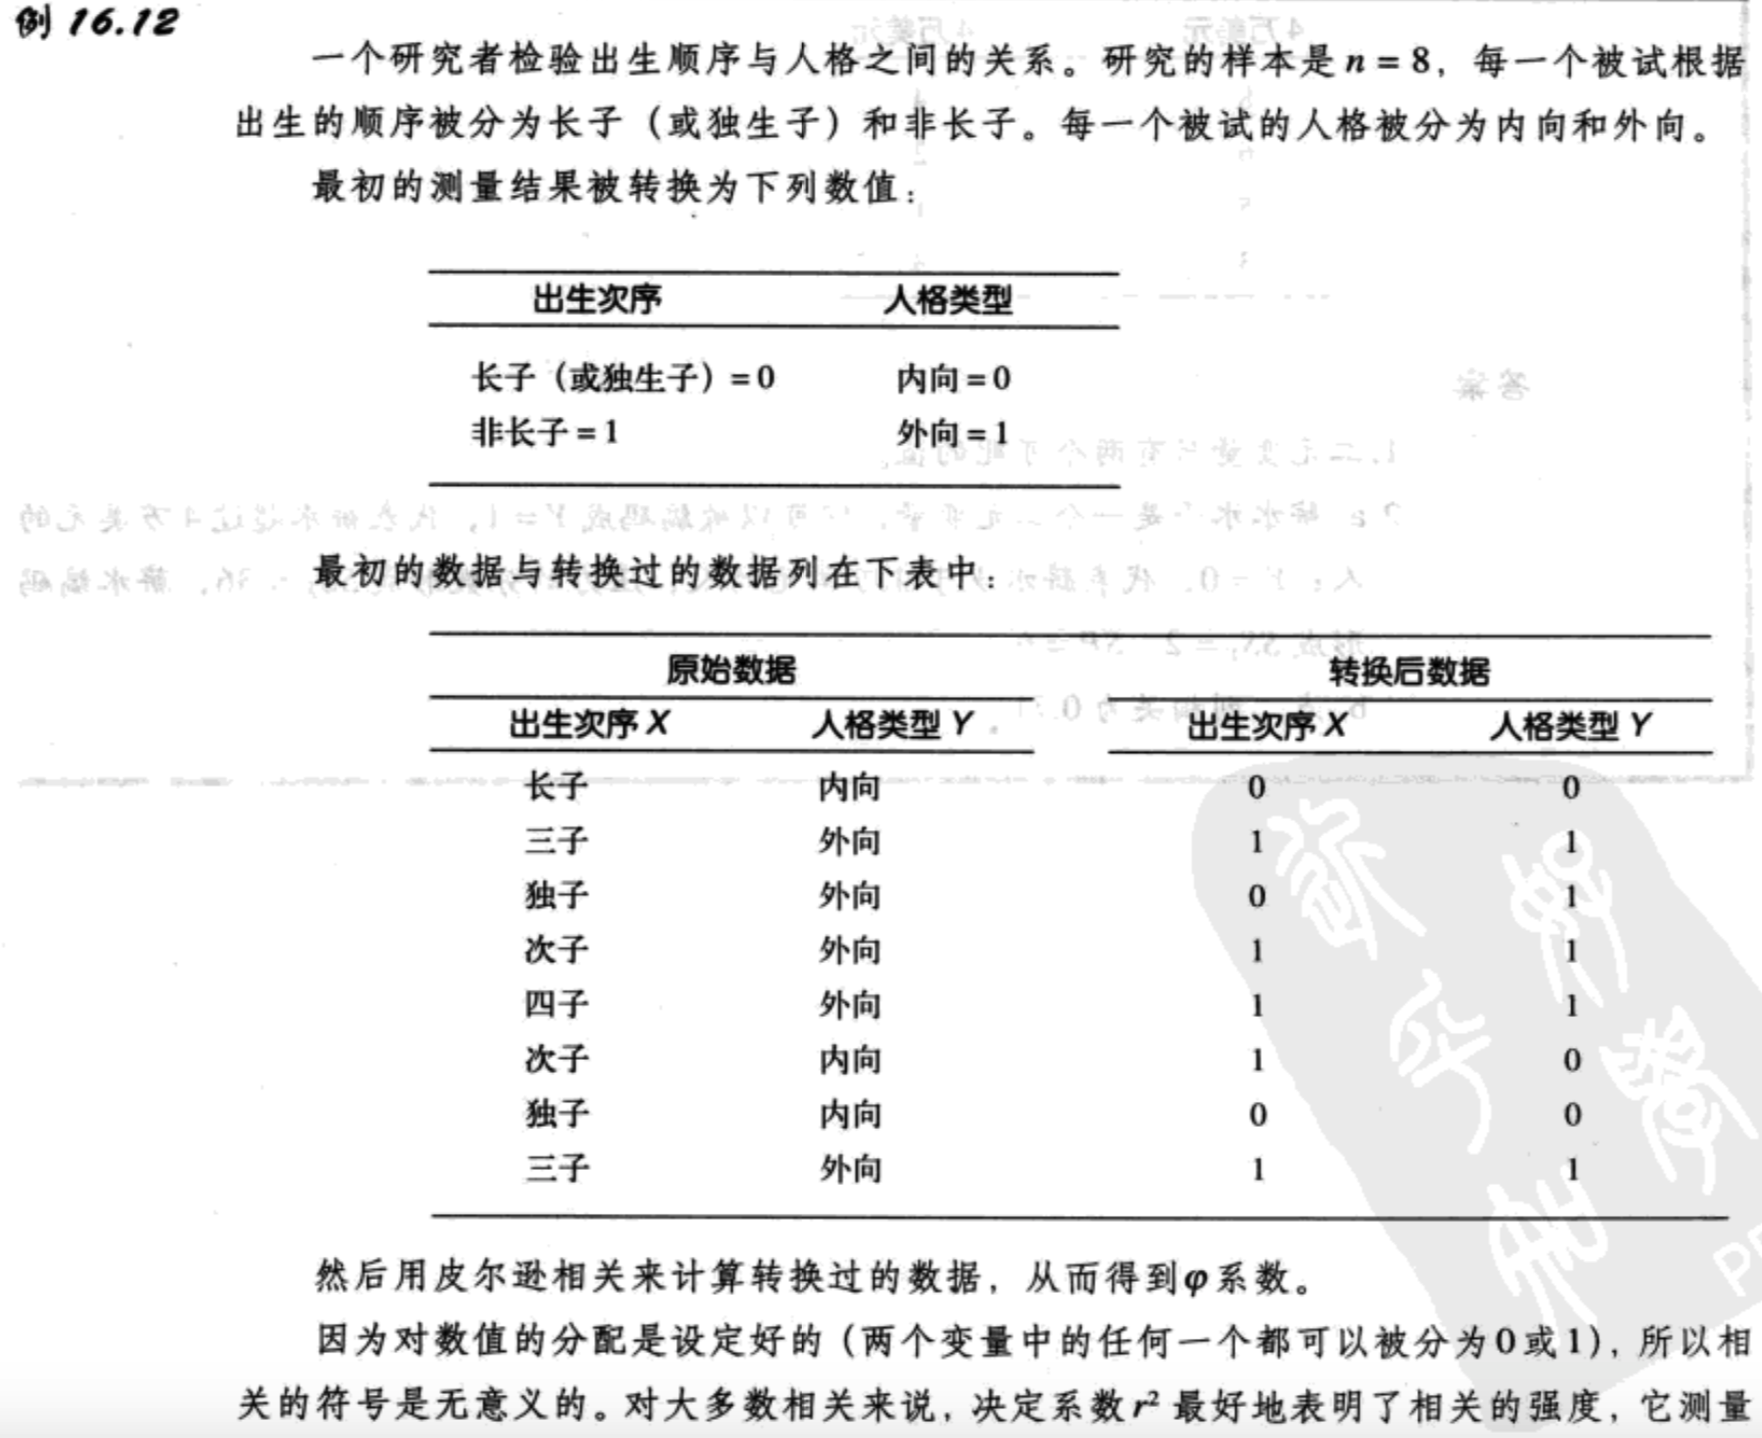 例 16.12
一个研究者检验出生顺序与人格之间的关系。研究的样本是 n = 8，每一个被试根据
出生的顺序被分为长子（或独生子）和非长子。每一个被试的人格被分为内向和外向。
最初的测量结果被转换为下列数值：
出生次序 人格类型
长子（或独生子）= 0 内向 = 0
非长子 = 1 外向 = 1
最初的数据与转换过的数据列在下表中：
原始数据 转换后数据
出生次序 X 人格类型 Y 出生次序 X 人格类型 Y
长子 内向 0 0
三子 外向 1 1
独子 外向 0 1
次子 外向 1 1
四子 外向 1 1
次子 内向 1 0
独子 内向 0 0
三子 外向 1 1
然后用皮尔逊相关来计算转换过的数据，从而得到φ系数。
因为对数值的分配是设定好的（两个变量中的任何一个都可以被分为0或1），所以相
关的符号是无意义的。对大多数相关来说，决定系数r² 最好地表明了相关的强度，它测量